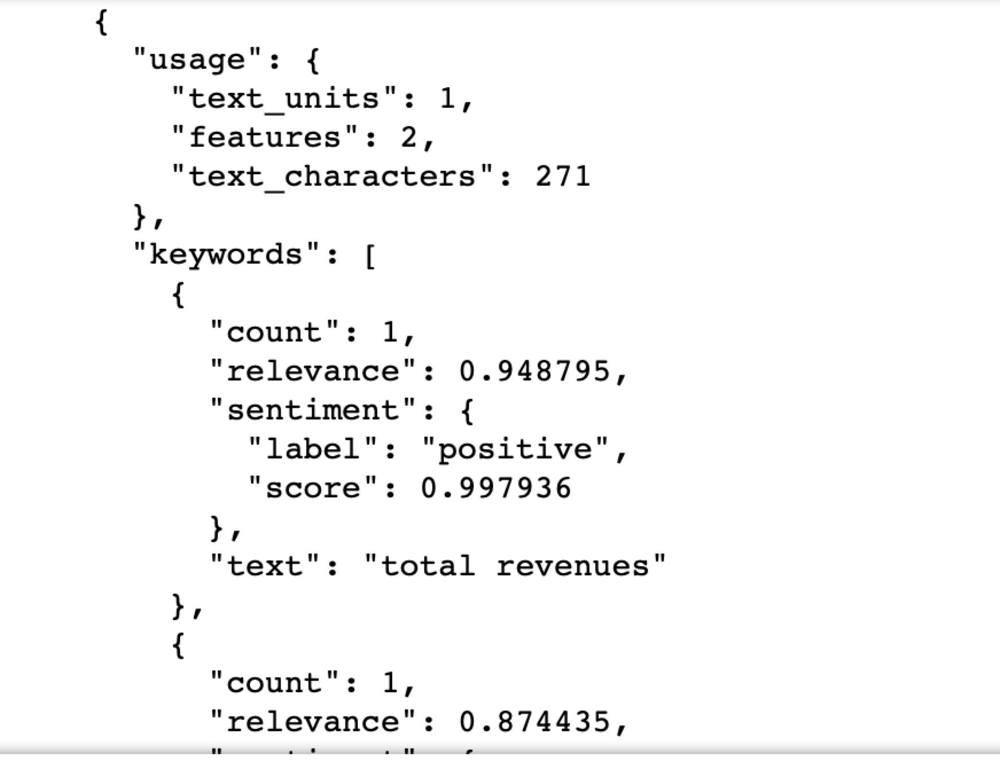 {
"usage": {
"text_units": 1,
"features": 2,
"text_characters": 271
},
"keywords": [
{
"count": 1,
"relevance": 0.948795,
"sentiment": {
"label": "positive",
"score": 0.997936
},
"text": "total revenues"
},
{
"count": 1,
"relevance": 0.874435,